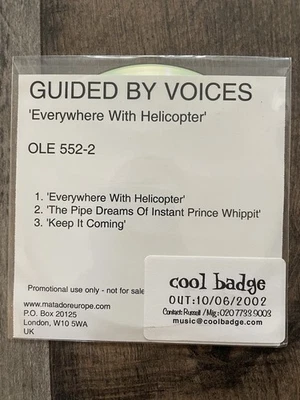 GUIDED BY VOICES
'Everywhere With Helicopter'
OLE 552-2
1. 'Everywhere With Helicopter'
2. 'The Pipe Dreams Of Instant Prince Whippit'
3. 'Keep It Coming'
Promotional use only - not for sale
www.matadoreurope.com
P.O. Box 20125
London, W10 5WA
UK
cool badge
OUT:10/06/2002
Contact: Russell / Mig: 020 7733 9003
music@coolbadge.com